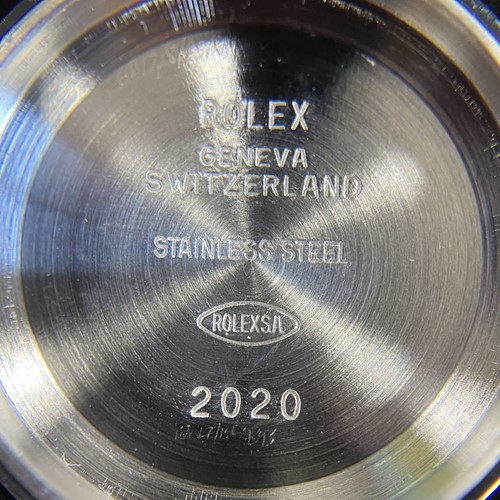 ROLEX
GENEVA
SWITZERLAND
STAINLESS STEEL
ROLEX S.A.
2020